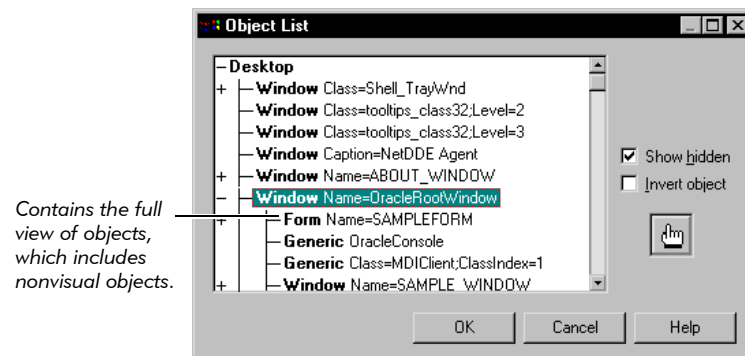 Object List
– Desktop
+ Window Class=Shell_TrayWnd
Window Class=tooltips_class32;Level=2
Window Class=tooltips_class32;Level=3
Window Caption=NetDDE Agent
+ Window Name=ABOUT_WINDOW
– Window Name=OracleRootWindow
+ Form Name=SAMPLEFORM
Generic OracleConsole
Generic Class=MDIClient;ClassIndex=1
+ Window Name=SAMPLE_WINDOW
Show hidden
Invert object
OK
Cancel
Help
Contains the full
view of objects,
which includes
nonvisual objects.